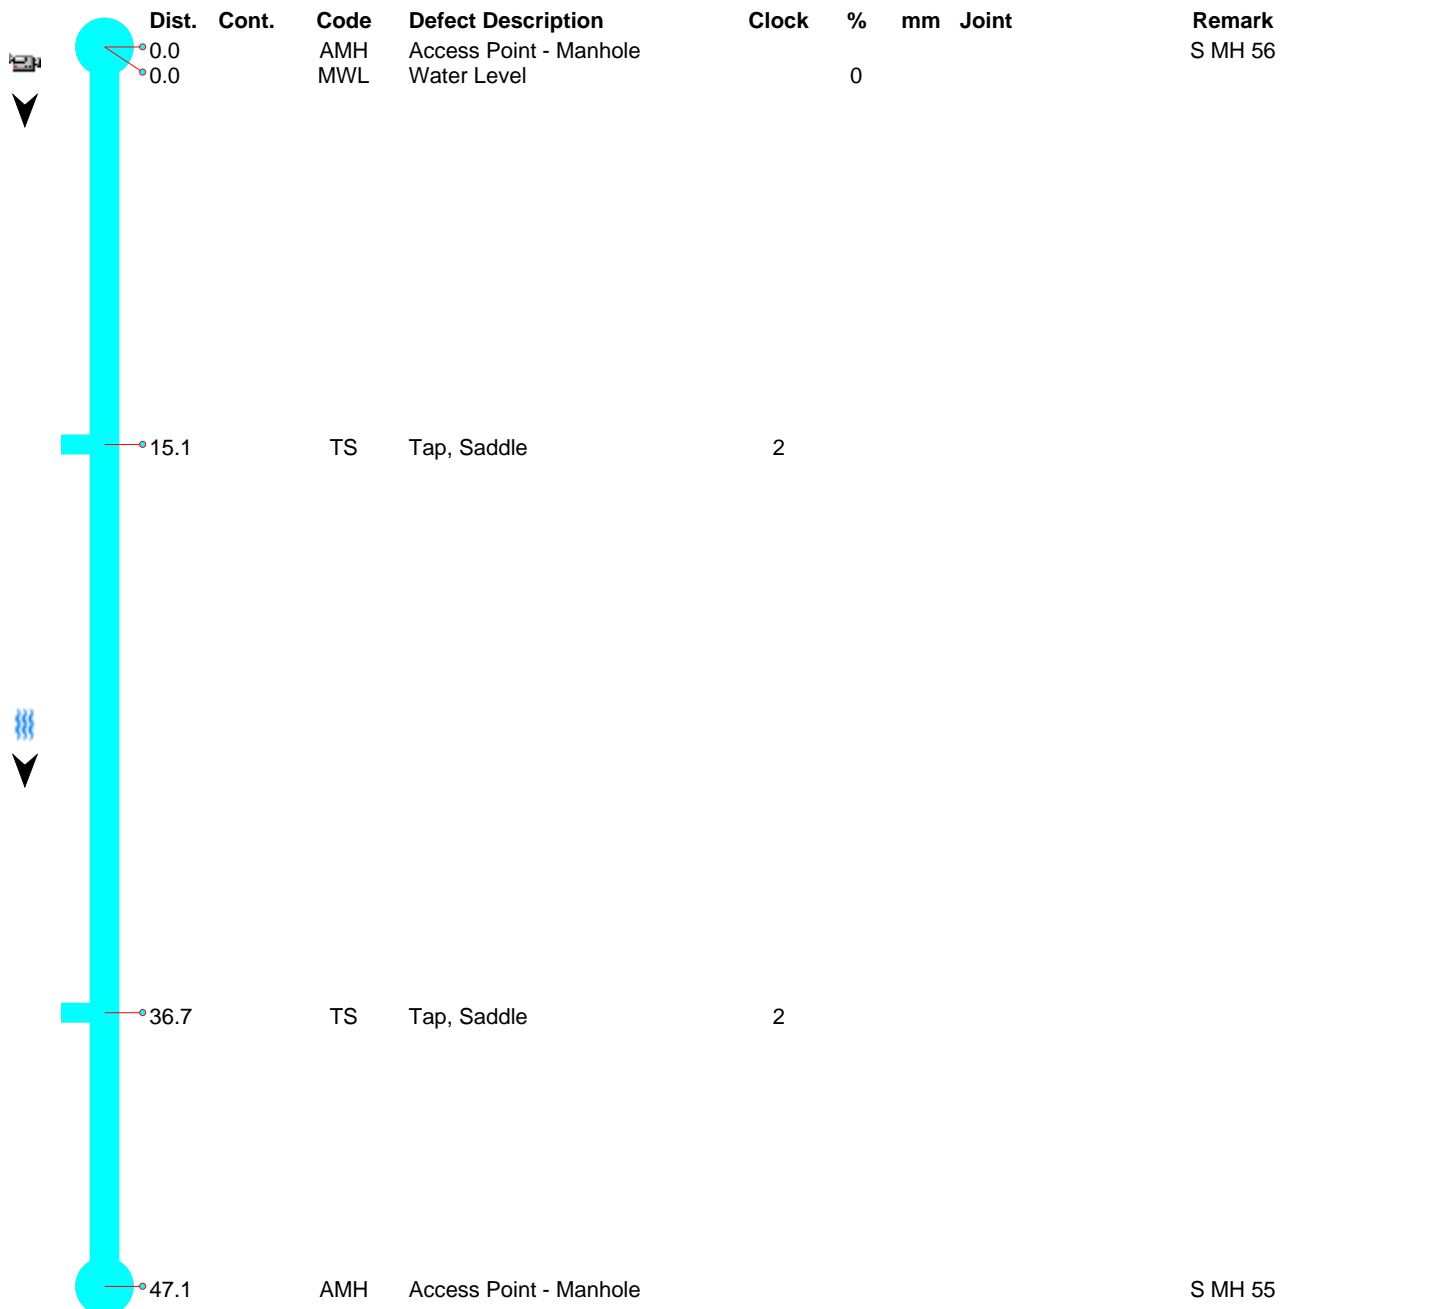 Dist. Cont. Code Defect Description Clock % mm Joint Remark
0.0 AMH Access Point - Manhole S MH 56
0.0 MWL Water Level 0
15.1 TS Tap, Saddle 2
36.7 TS Tap, Saddle 2
47.1 AMH Access Point - Manhole S MH 55